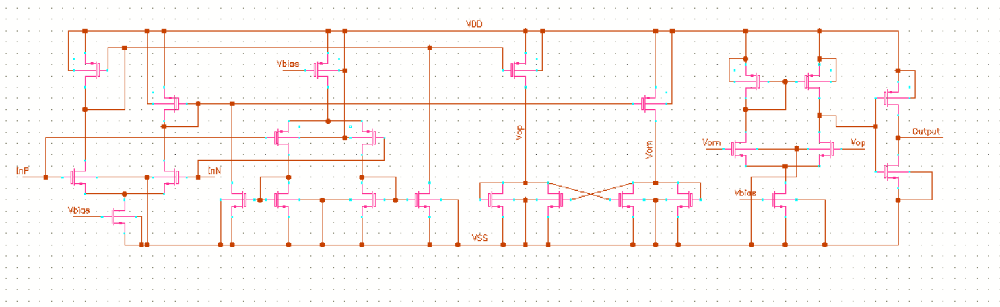 VDD
Vbias
Vop
Vom
Vom
Vop
Output
InP
InN
Vbias
Vbias
VSS